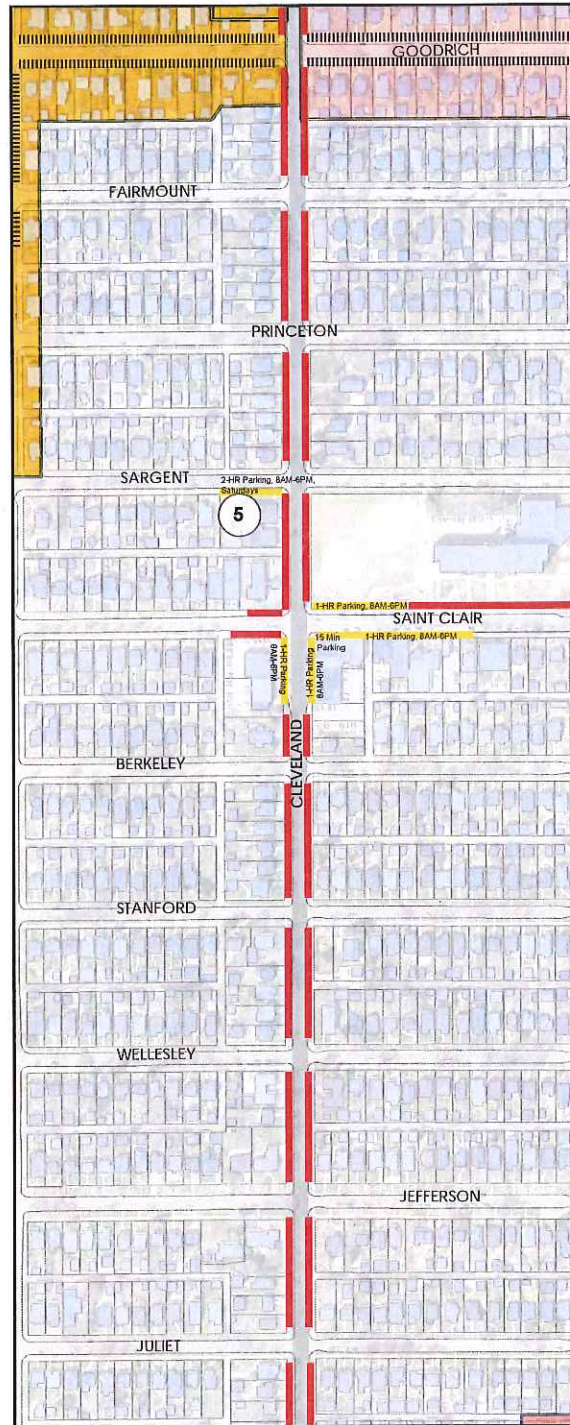 GOODRICH
FAIRMOUNT
PRINCETON
SARGENT
2-HR Parking, 8AM-6PM,
Saturdays
5
1-HR Parking, 8AM-6PM
SAINT CLAIR
15 Min
Parking
1-HR Parking, 8AM-6PM
1-HR Parking
8AM-6PM
1-HR Parking
8AM-6PM
CLEVELAND
BERKELEY
STANFORD
WELLESLEY
JEFFERSON
JULIET